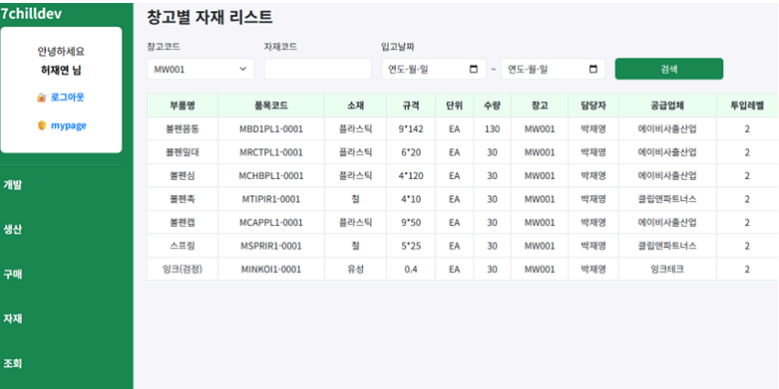 7chilldev
안녕하세요
허재연 님
로그아웃
mypage
개발
생산
구매
자재
조회
창고별 자재 리스트
창고코드 자재코드 입고날짜
MW001 연도-월-일 ~ 연도-월-일 검색
부품명 품목코드 소재 규격 단위 수량 창고 담당자 공급업체 투입레벨
볼펜몸통 MBD1PL1-0001 플라스틱 9*142 EA 130 MW001 박재영 에이비사출산업 2
볼펜밀대 MRCTPL1-0001 플라스틱 6*20 EA 30 MW001 박재영 에이비사출산업 2
볼펜심 MCHBPL1-0001 플라스틱 4*120 EA 30 MW001 박재영 에이비사출산업 2
볼펜촉 MTIPIR1-0001 철 4*10 EA 30 MW001 박재영 클립앤파트너스 2
볼펜캡 MCAPPL1-0001 플라스틱 9*50 EA 30 MW001 박재영 에이비사출산업 2
스프링 MSPRIR1-0001 철 5*25 EA 30 MW001 박재영 클립앤파트너스 2
잉크(검정) MINKOI1-0001 유성 0.4 EA 30 MW001 박재영 잉크테크 2